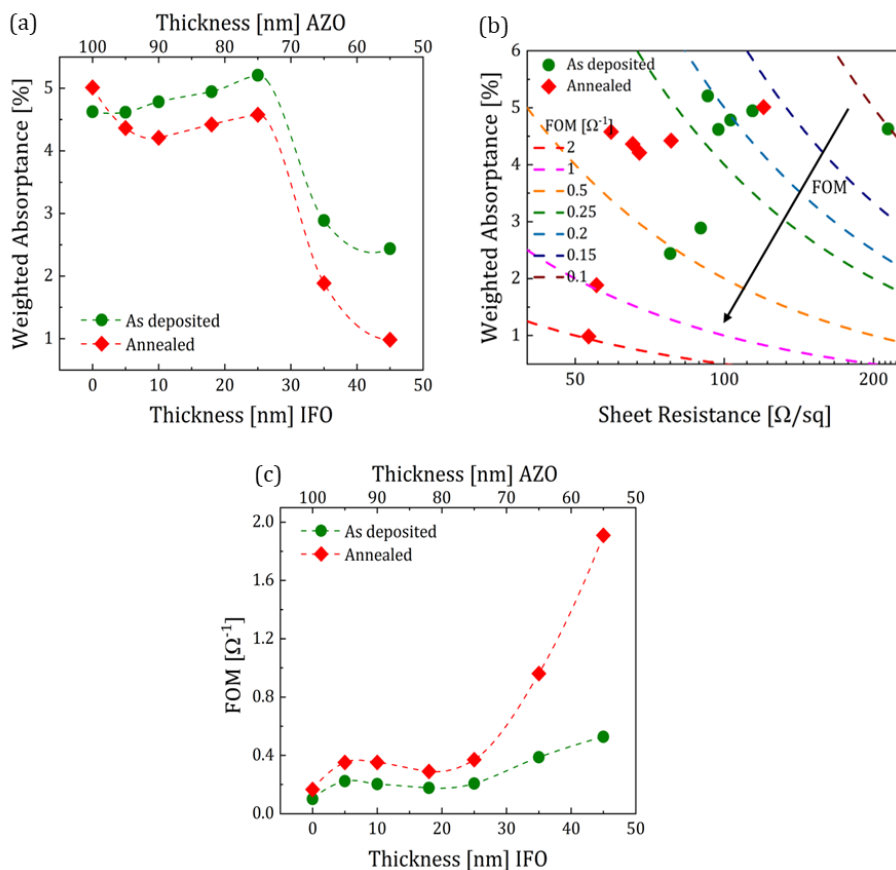 (a)
Thickness [nm] AZO
100 90 80 70 60 50
Weighted Absorptance [%]
5
4
3
2
1
As deposited
Annealed
0 10 20 30 40 50
Thickness [nm] IFO
(b)
Weighted Absorptance [%]
6
5
4
3
2
1
As deposited
Annealed
FOM [Ω⁻¹]
2
1
0.5
0.25
0.2
0.15
0.1
FOM
50 100 200
Sheet Resistance [Ω/sq]
(c)
Thickness [nm] AZO
100 90 80 70 60 50
FOM [Ω⁻¹]
2.0
1.6
1.2
0.8
0.4
0.0
As deposited
Annealed
0 10 20 30 40 50
Thickness [nm] IFO